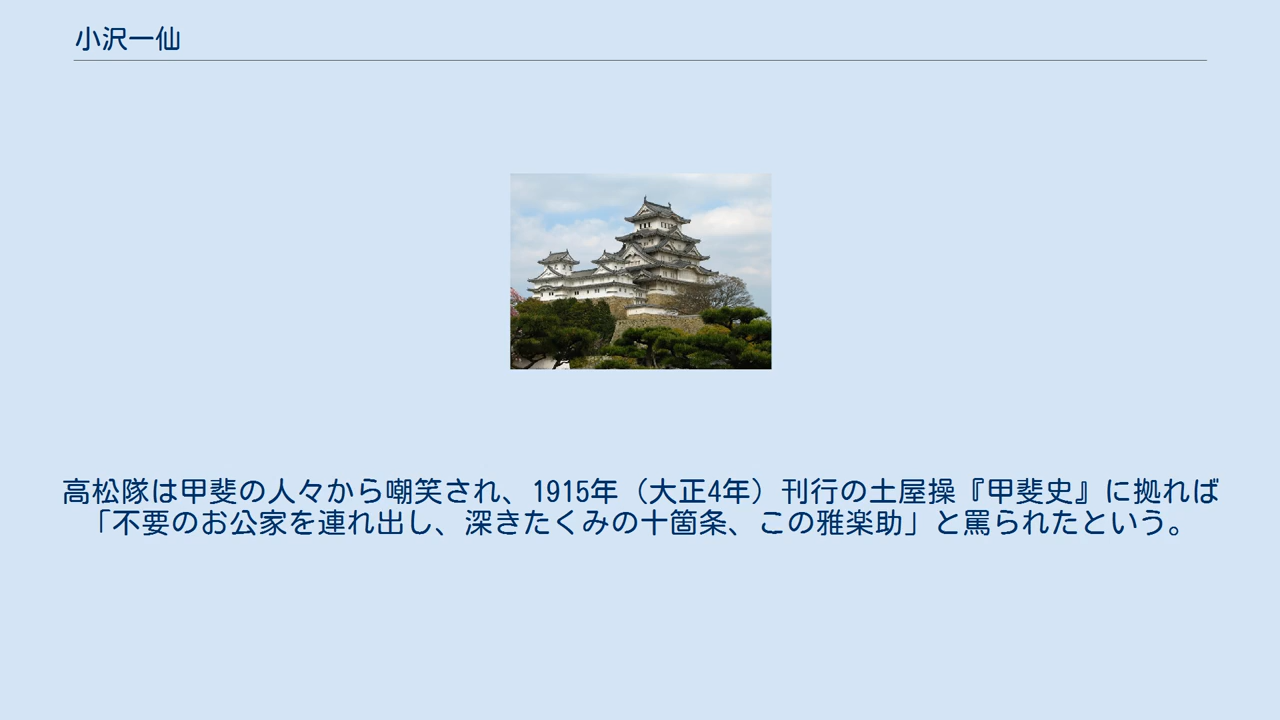 小沢一仙
高松隊は甲斐の人々から嘲笑され、1915年（大正4年）刊行の土屋操『甲斐史』に拠れば
「不要のお公家を連れ出し、深きたくみの十箇条、この雅楽助」と罵られたという。